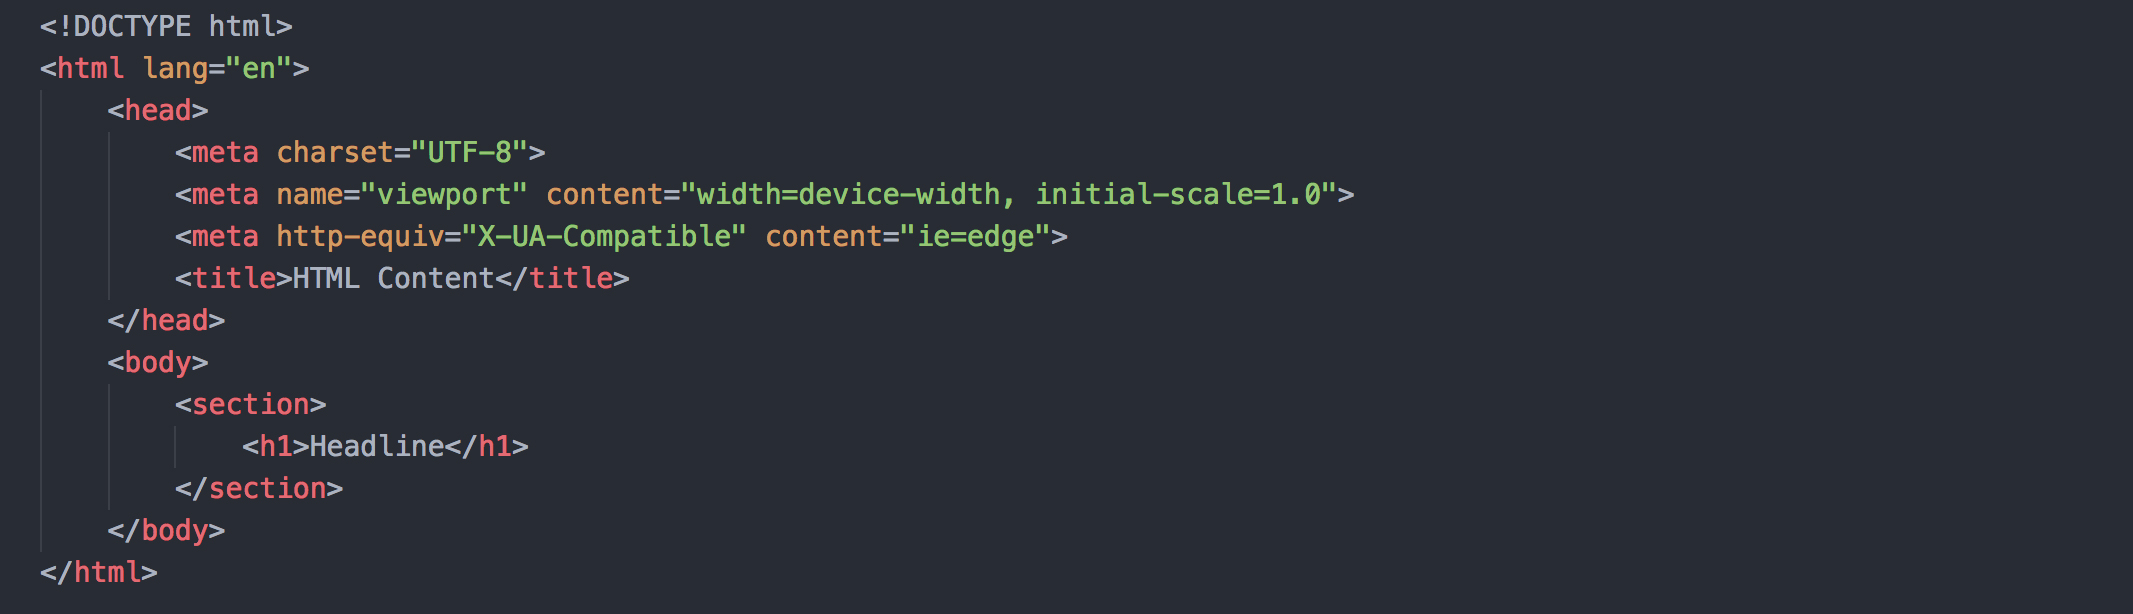 <!DOCTYPE html>
<html lang="en">
    <head>
        <meta charset="UTF-8">
        <meta name="viewport" content="width=device-width, initial-scale=1.0">
        <meta http-equiv="X-UA-Compatible" content="ie=edge">
        <title>HTML Content</title>
    </head>
    <body>
        <section>
            <h1>Headline</h1>
        </section>
    </body>
</html>